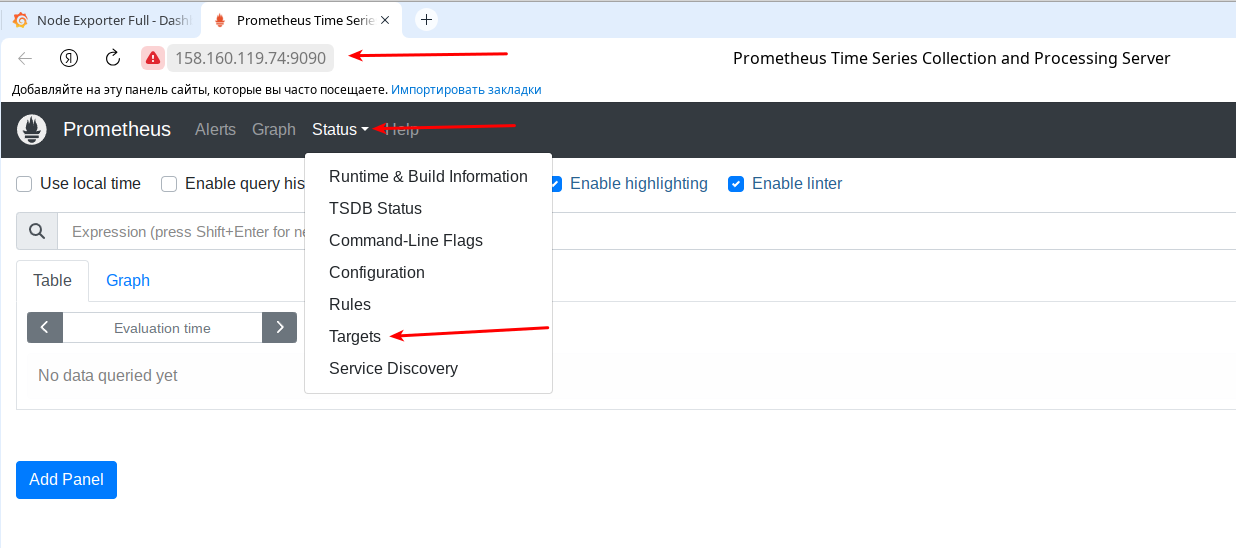 Node Exporter Full - Dash
Prometheus Time Serie
158.160.119.74:9090
Prometheus Time Series Collection and Processing Server
Добавляйте на эту панель сайты, которые вы часто посещаете. Импортировать закладки
Prometheus Alerts Graph Status Help
Use local time Enable query his Enable highlighting Enable linter
Runtime & Build Information
TSDB Status
Command-Line Flags
Configuration
Rules
Targets
Service Discovery
Expression (press Shift+Enter for ne
Table Graph
Evaluation time
No data queried yet
Add Panel